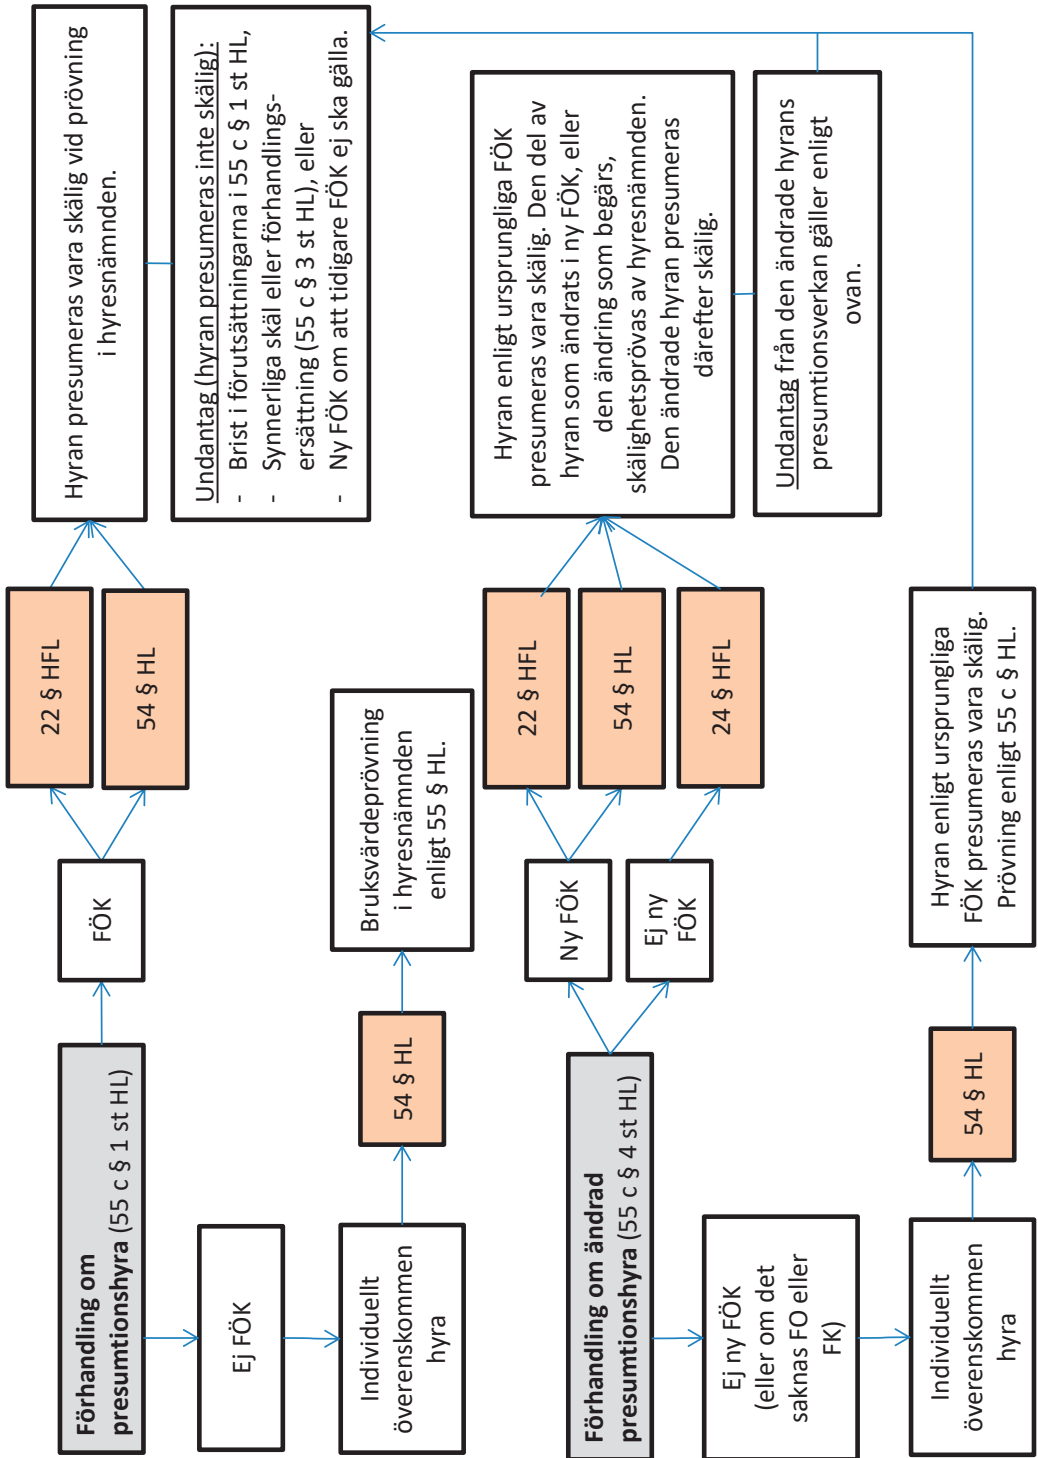 Förhandling om
presumtionshyra (55 c § 1 st HL)
FÖK
22 § HFL
54 § HL
Hyran presumeras vara skälig vid prövning
i hyresnämnden.
Undantag (hyran presumeras inte skälig):
- Brist i förutsättningarna i 55 c § 1 st HL,
- Synnerliga skäl eller förhandlings-
ersättning (55 c § 3 st HL), eller
- Ny FÖK om att tidigare FÖK ej ska gälla.
Ej FÖK
Individuellt
överenskommen
hyra
54 § HL
Bruksvärdeprövning
i hyresnämnden
enligt 55 § HL.
Förhandling om ändrad
presumtionshyra (55 c § 4 st HL)
Ny FÖK
Ej ny
FÖK
22 § HFL
54 § HL
24 § HFL
Hyran enligt ursprungliga FÖK
presumeras vara skälig. Den del av
hyran som ändrats i ny FÖK, eller
den ändring som begärs,
skälighetsprövas av hyresnämnden.
Den ändrade hyran presumeras
därefter skälig.
Undantag från den ändrade hyrans
presumtionsverkan gäller enligt
ovan.
Ej ny FÖK
(eller om det
saknas FO eller
FK)
Individuellt
överenskommen
hyra
54 § HL
Hyran enligt ursprungliga
FÖK presumeras vara skälig.
Prövning enligt 55 c § HL.